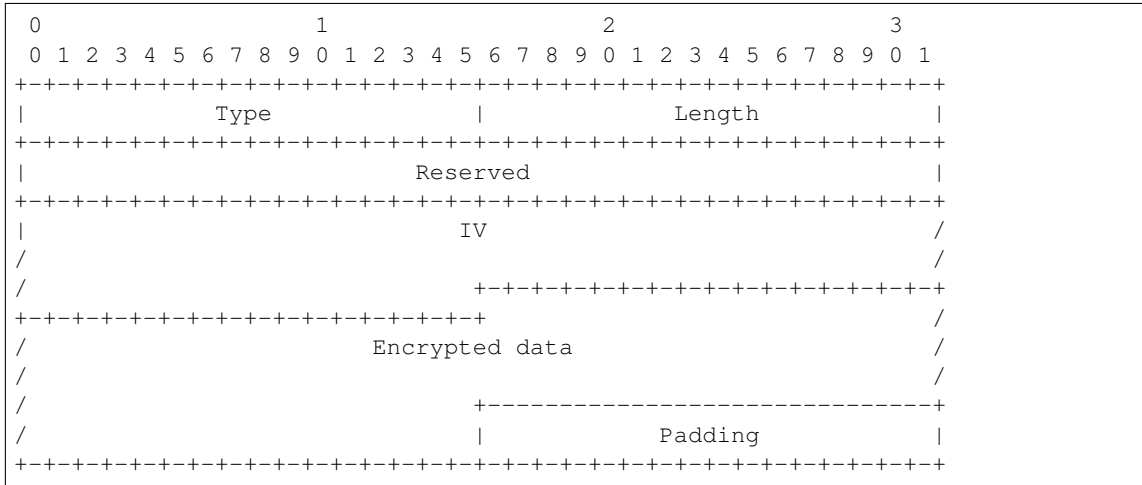 0                   1                   2                   3
 0 1 2 3 4 5 6 7 8 9 0 1 2 3 4 5 6 7 8 9 0 1 2 3 4 5 6 7 8 9 0 1
+-+-+-+-+-+-+-+-+-+-+-+-+-+-+-+-+-+-+-+-+-+-+-+-+-+-+-+-+-+-+-+-+
|             Type              |             Length            |
+-+-+-+-+-+-+-+-+-+-+-+-+-+-+-+-+-+-+-+-+-+-+-+-+-+-+-+-+-+-+-+-+
|                           Reserved                            |
+-+-+-+-+-+-+-+-+-+-+-+-+-+-+-+-+-+-+-+-+-+-+-+-+-+-+-+-+-+-+-+-+
|                              IV                               /
/                                                               /
/                               +-+-+-+-+-+-+-+-+-+-+-+-+-+-+-+-+
+-+-+-+-+-+-+-+-+-+-+-+-+-+-+-+-+                               /
/                        Encrypted data                         /
/                                                               /
/                               +-------------------------------+
/                               |            Padding            |
+-+-+-+-+-+-+-+-+-+-+-+-+-+-+-+-+-+-+-+-+-+-+-+-+-+-+-+-+-+-+-+-+